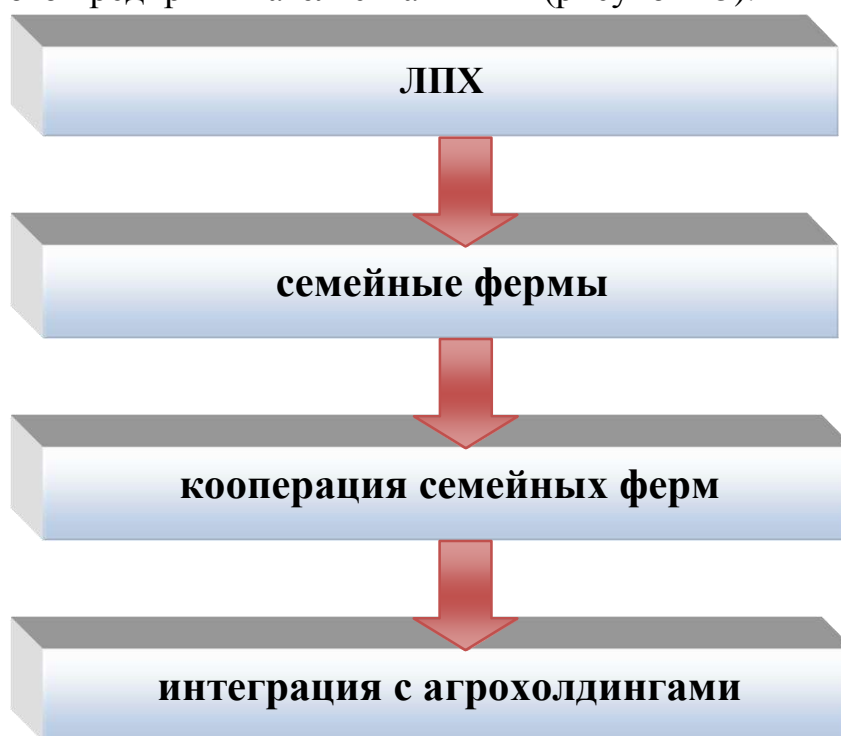 ЛПХ
семейные фермы
кооперация семейных ферм
интеграция с агрохолдингами